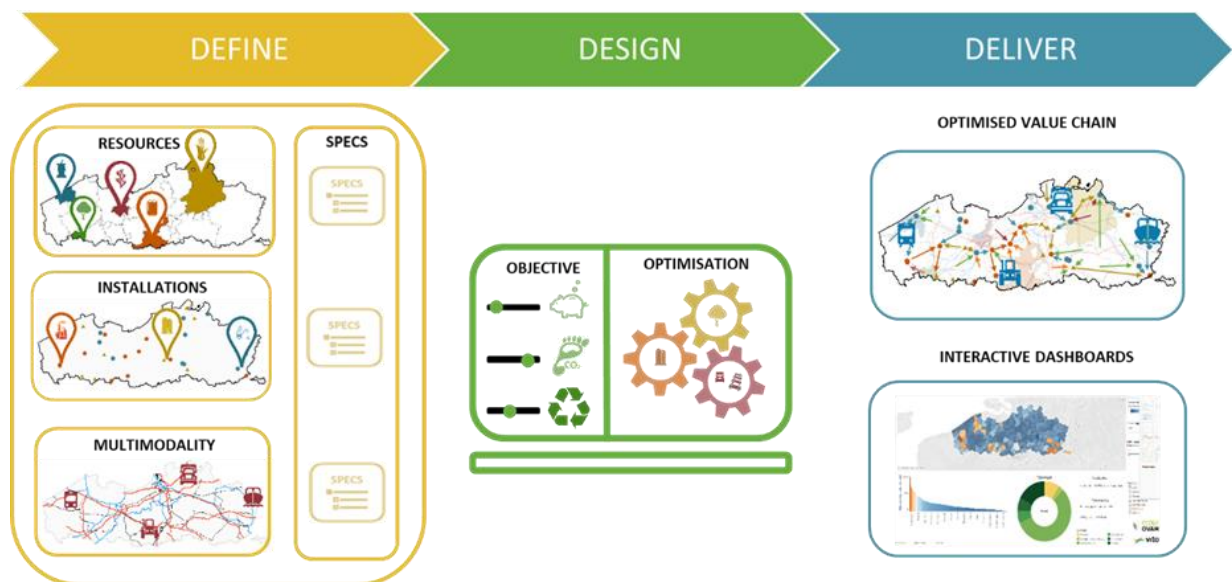 DEFINE
DESIGN
DELIVER
RESOURCES
SPECS
SPECS
INSTALLATIONS
SPECS
MULTIMODALITY
SPECS
OBJECTIVE
OPTIMISATION
CO₂
OPTIMISED VALUE CHAIN
INTERACTIVE DASHBOARDS
OVAM
vito